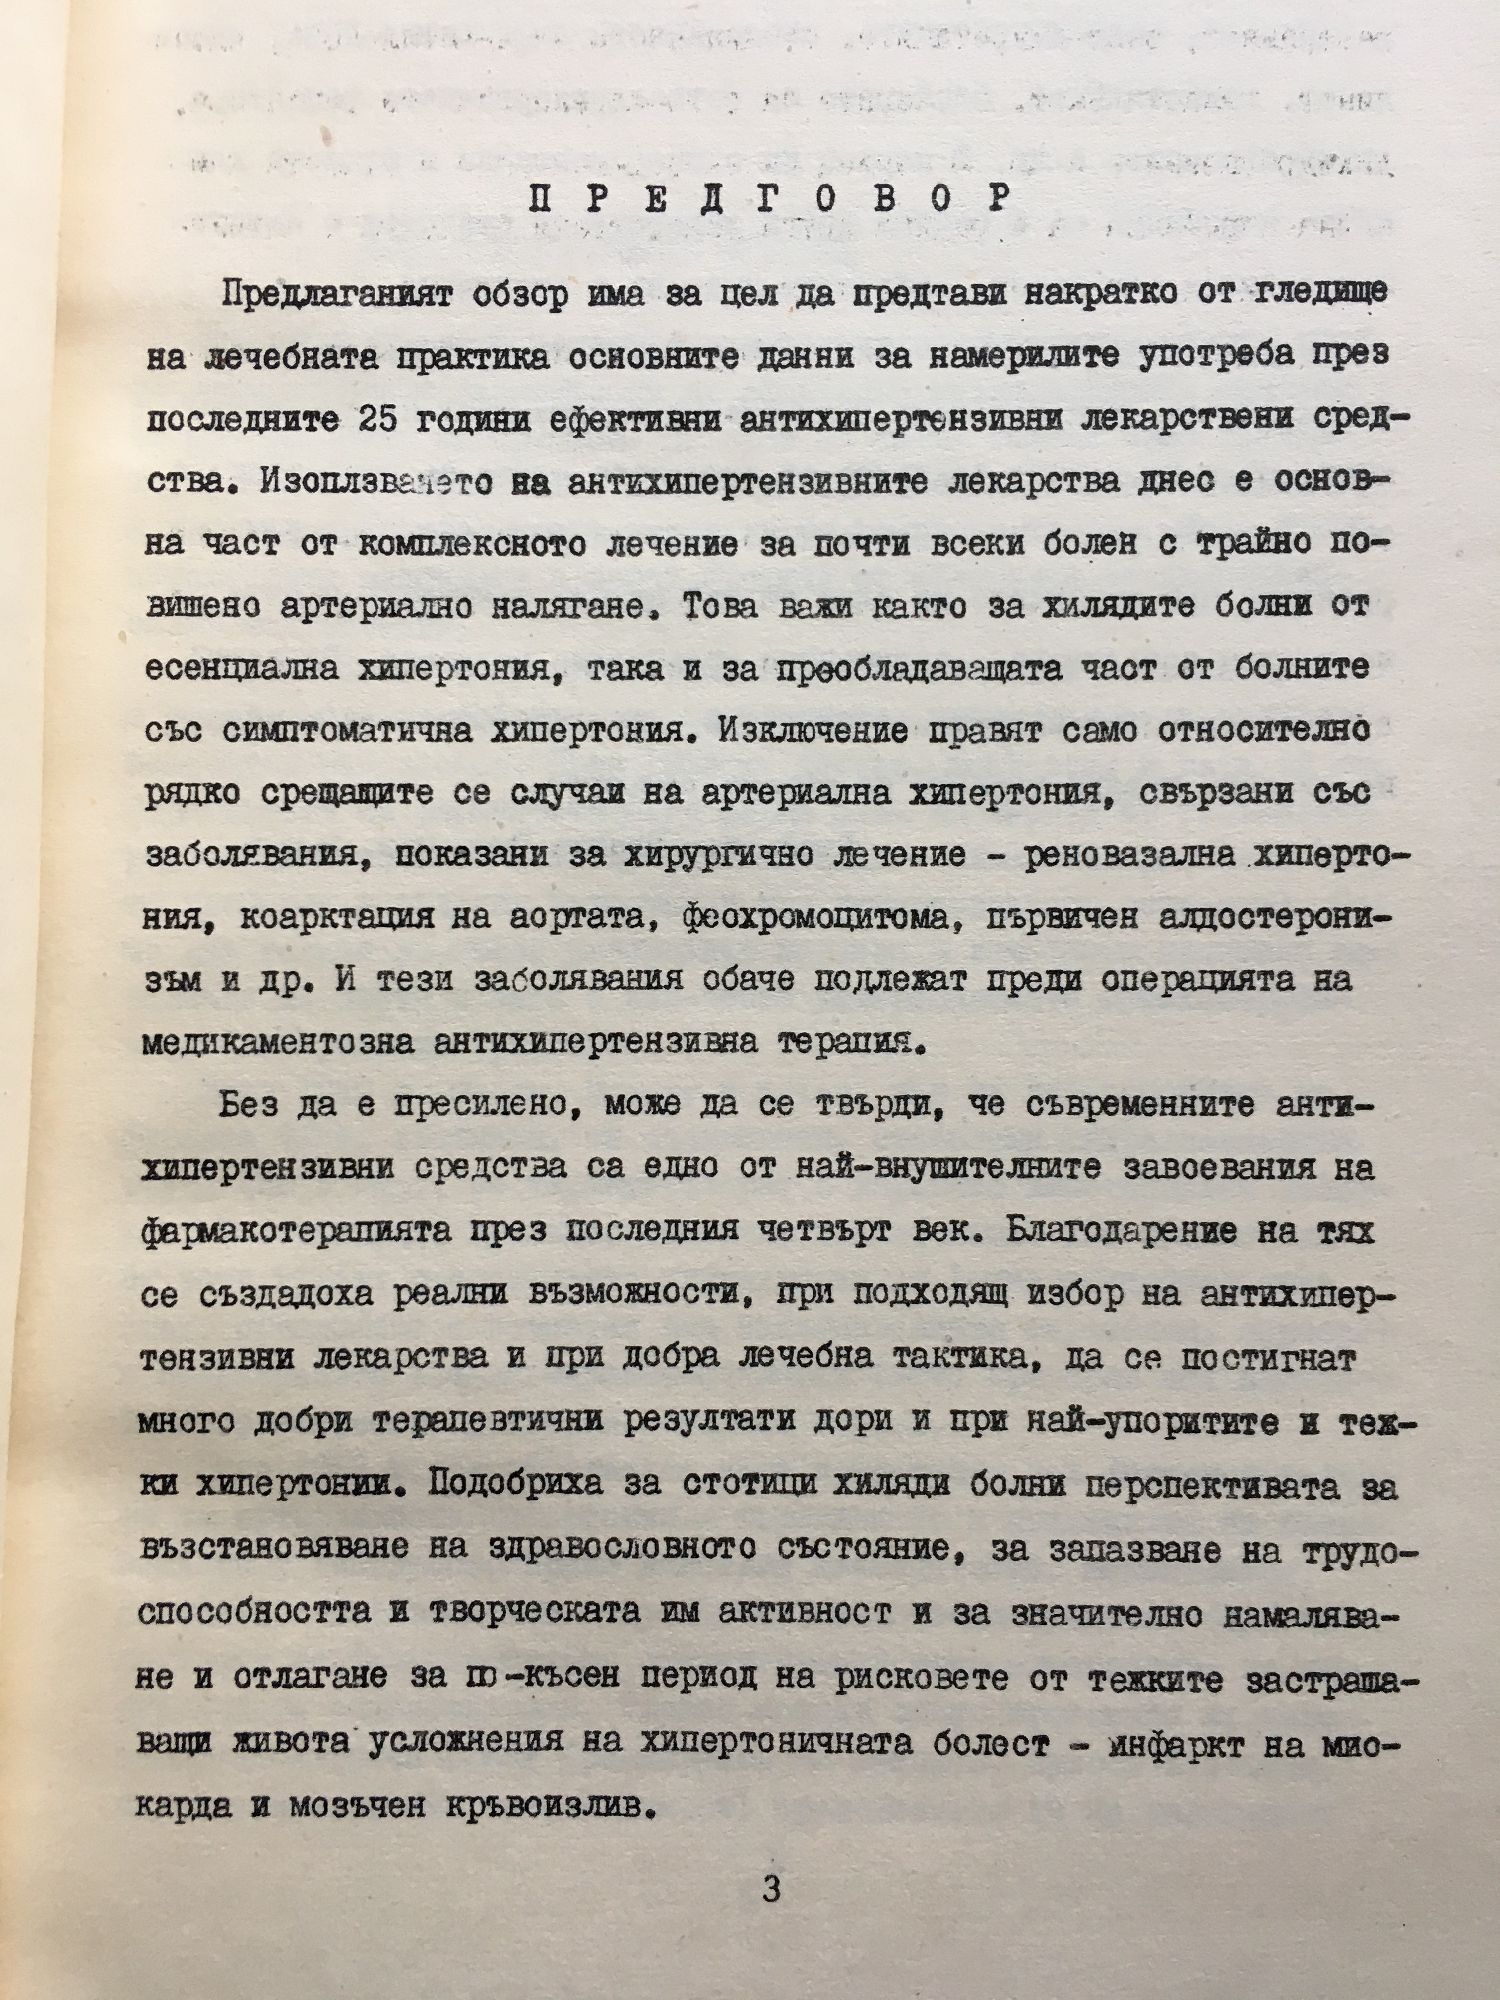 П Р Е Д Г О В О Р
Предлаганият обзор има за цел да предтави накратко от гледище
на лечебната практика основните данни за намерилите употреба през
последните 25 години ефективни антихипертензивни лекарствени сред-
ства. Изоплзването на антихипертензивните лекарства днес е основ-
на част от комплексното лечение за почти всеки болен с трайно по-
вишено артериално налягане. Това важи както за хилядите болни от
есенциална хипертония, така и за преобладаващата част от болните
със симптоматична хипертония. Изключение правят само относително
рядко срещащите се случаи на артериална хипертония, свързани със
заболявания, показани за хирургично лечение - реновазална хиперто-
ния, коарктация на аортата, феохромоцитома, първичен алдостерони-
зъм и др. И тези заболявания обаче подлежат преди операцията на
медикаментозна антихипертензивна терапия.
Без да е пресилено, може да се твърди, че съвременните анти-
хипертензивни средства са едно от най-внушителните завоевания на
фармакотерапията през последния четвърт век. Благодарение на тях
се създадоха реални възможности, при подходящ избор на антихипер-
тензивни лекарства и при добра лечебна тактика, да се постигнат
много добри терапевтични резултати дори и при най-упоритите и теж-
ки хипертонии. Подобриха за стотици хиляди болни перспективата за
възстановяване на здравословното състояние, за запазване на трудо-
способността и творческата им активност и за значително намалява-
не и отлагане за по-късен период на рисковете от тежките застраша-
ващи живота усложнения на хипертоничната болест - инфаркт на мио-
карда и мозъчен кръвоизлив.
3